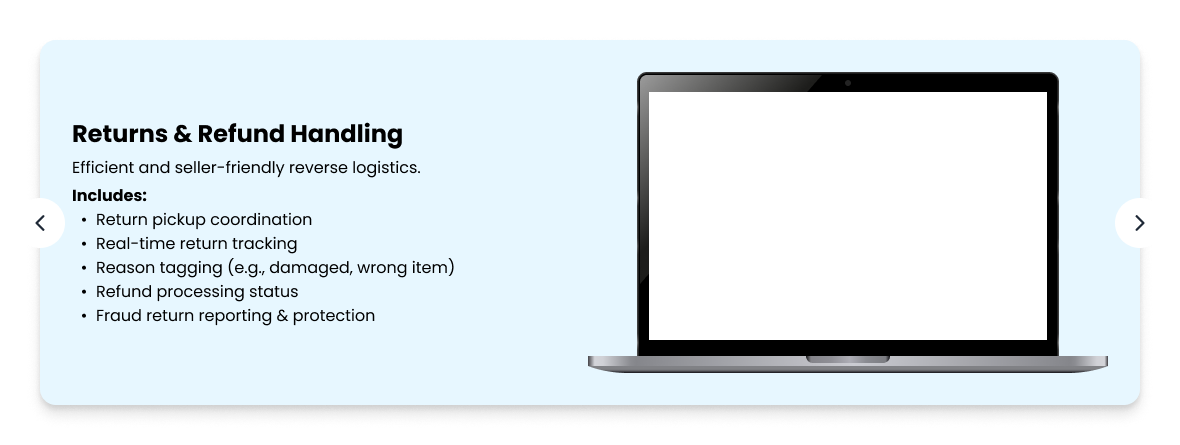 Returns & Refund Handling
Efficient and seller-friendly reverse logistics.
Includes:
• Return pickup coordination
• Real-time return tracking
• Reason tagging (e.g., damaged, wrong item)
• Refund processing status
• Fraud return reporting & protection